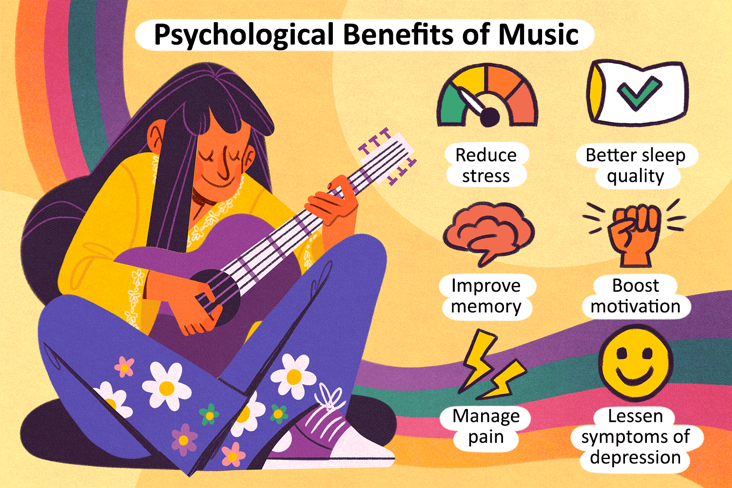 Psychological Benefits of Music
Reduce
stress
Better sleep
quality
Improve
memory
Boost
motivation
Manage
pain
Lessen
symptoms of
depression